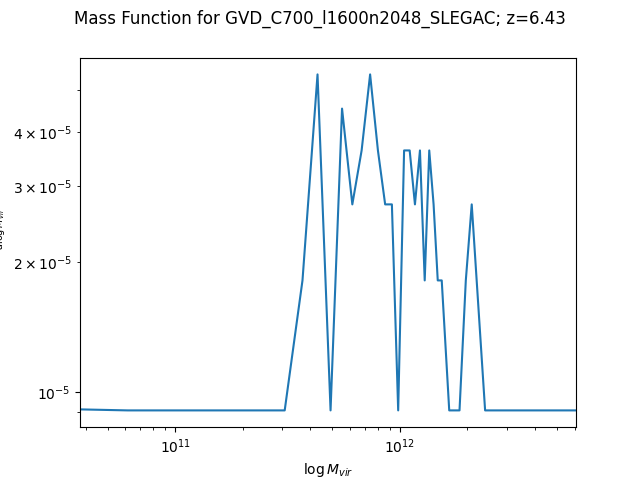 Mass Function for GVD_C700_l1600n2048_SLEGAC; z=6.43
4 × 10⁻⁵
3 × 10⁻⁵
2 × 10⁻⁵
10⁻⁵
10¹¹
10¹²
log M_vir